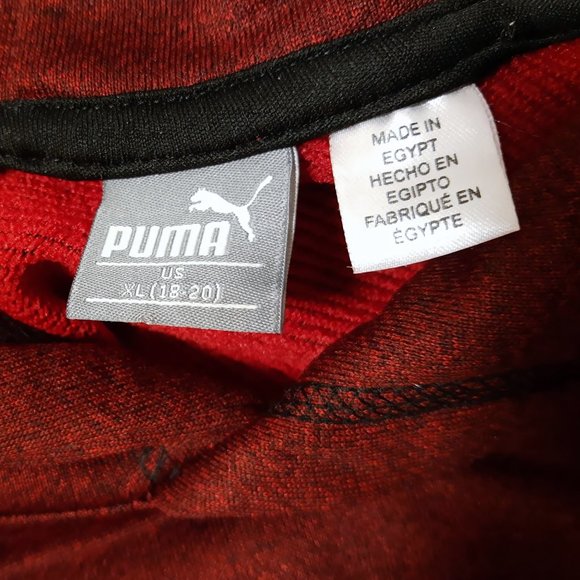 PUMA
US
XL (18-20)
MADE IN
EGYPT
HECHO EN
EGIPTO
FABRIQUÉ EN
ÉGYPTE